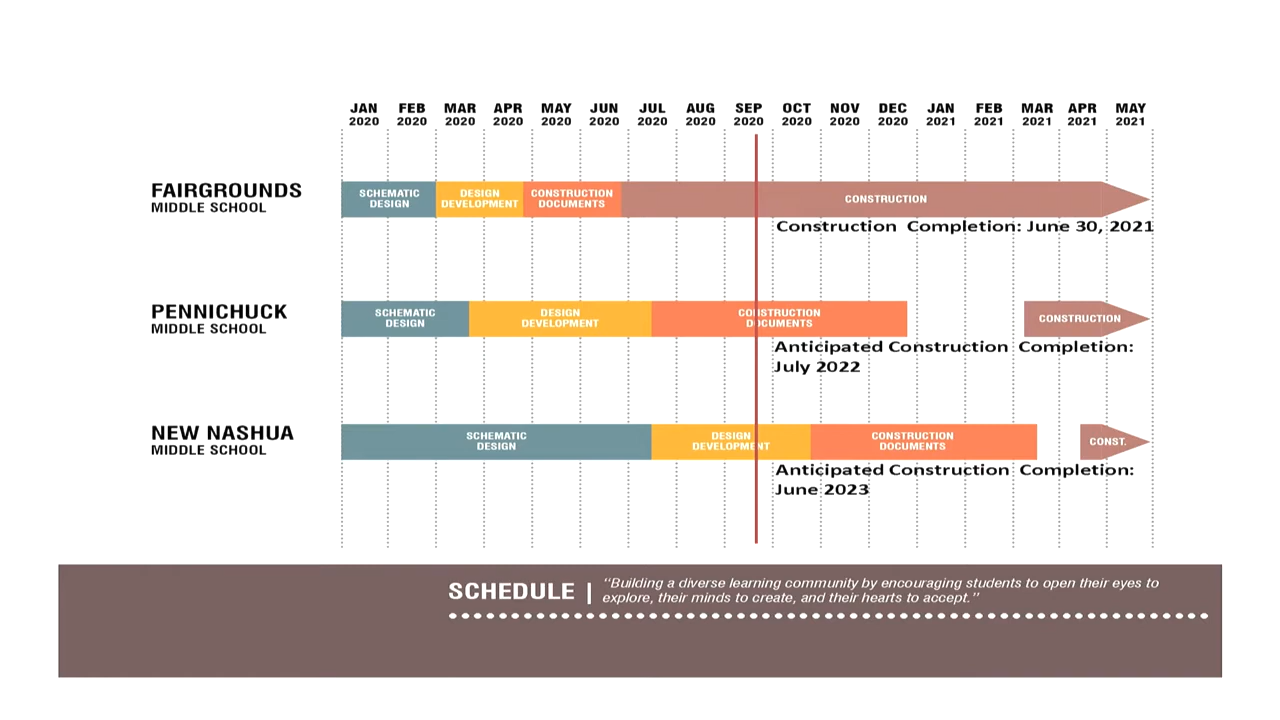 JAN FEB MAR APR MAY JUN JUL AUG SEP OCT NOV DEC JAN FEB MAR APR MAY
2020 2020 2020 2020 2020 2020 2020 2020 2020 2020 2020 2020 2021 2021 2021 2021 2021
FAIRGROUNDS
MIDDLE SCHOOL
SCHEMATIC
DESIGN
DESIGN
DEVELOPMENT
CONSTRUCTION
DOCUMENTS
CONSTRUCTION
Construction Completion: June 30, 2021
PENNICHUCK
MIDDLE SCHOOL
SCHEMATIC
DESIGN
DESIGN
DEVELOPMENT
CONSTRUCTION
DOCUMENTS
CONSTRUCTION
Anticipated Construction Completion:
July 2022
NEW NASHUA
MIDDLE SCHOOL
SCHEMATIC
DESIGN
DESIGN
DEVELOPMENT
CONSTRUCTION
DOCUMENTS
CONST.
Anticipated Construction Completion:
June 2023
SCHEDULE |
"Building a diverse learning community by encouraging students to open their eyes to
explore, their minds to create, and their hearts to accept."